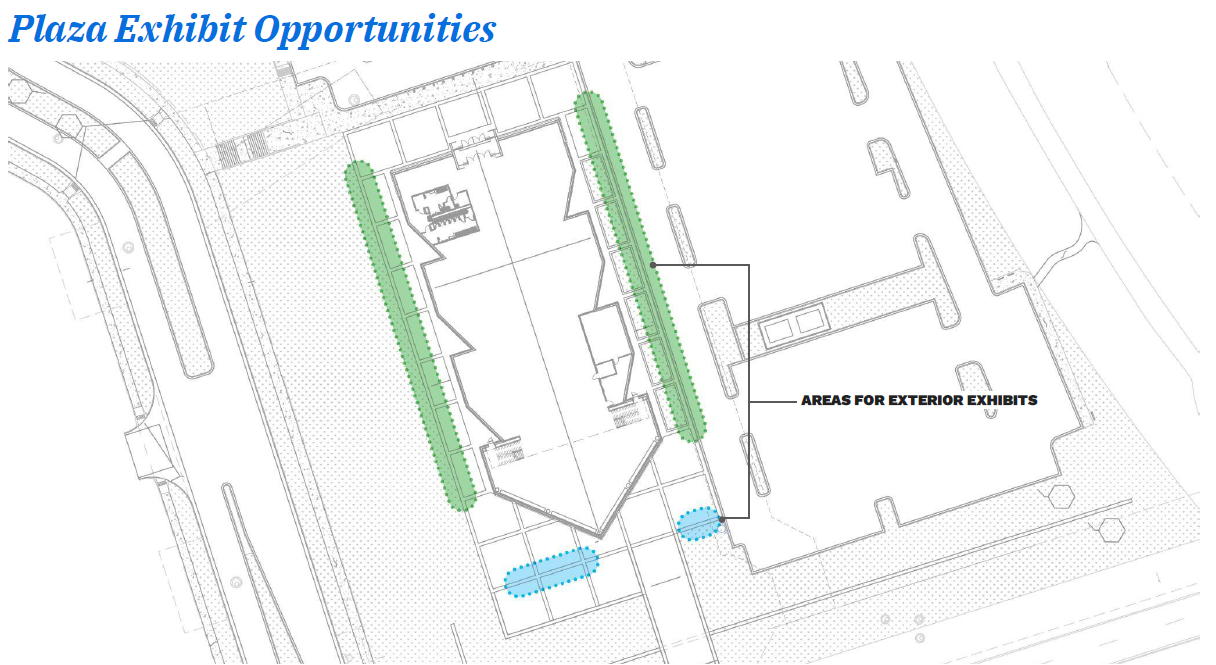 Plaza Exhibit Opportunities
AREAS FOR EXTERIOR EXHIBITS